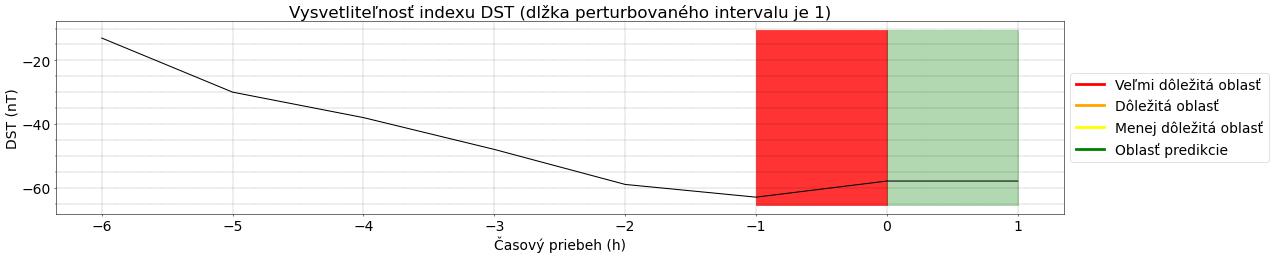 Vysvetliteľnosť indexu DST (dĺžka perturbovaného intervalu je 1)
DST (nT)
−20
−40
−60
−6 −5 −4 −3 −2 −1 0 1
Časový priebeh (h)
Veľmi dôležitá oblasť
Dôležitá oblasť
Menej dôležitá oblasť
Oblasť predikcie